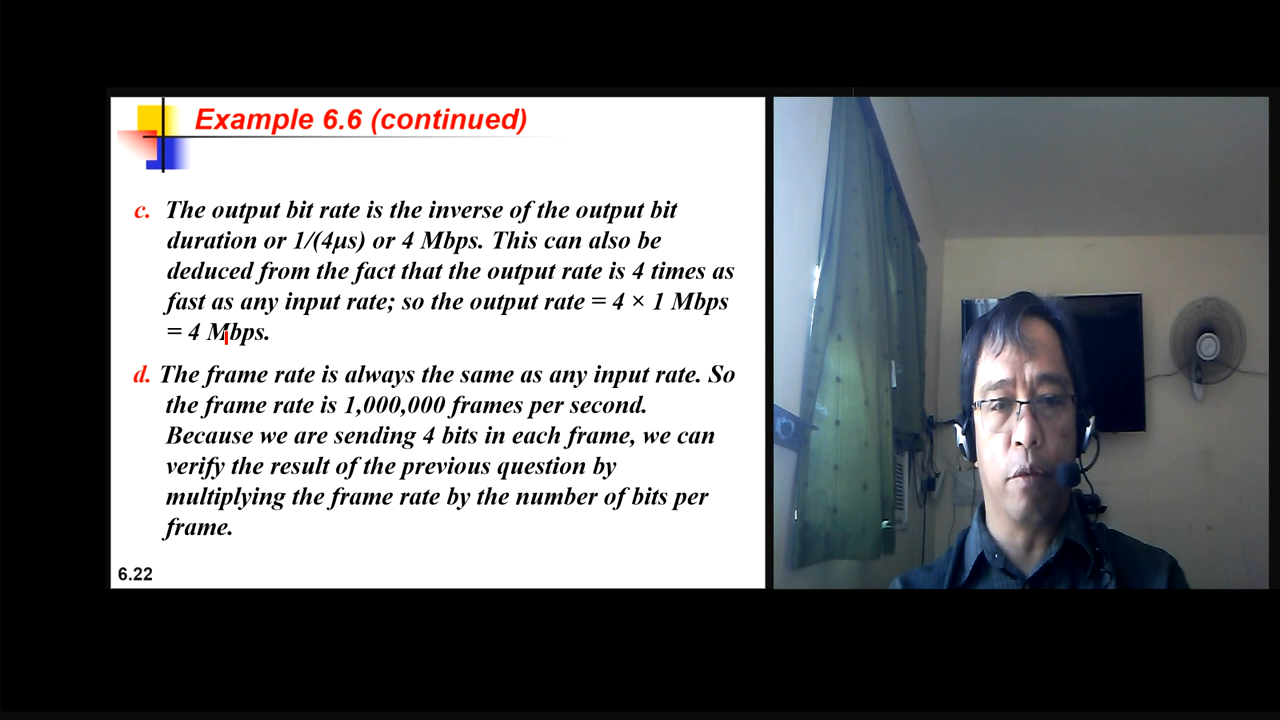 Example 6.6 (continued)
c. The output bit rate is the inverse of the output bit
duration or 1/(4μs) or 4 Mbps. This can also be
deduced from the fact that the output rate is 4 times as
fast as any input rate; so the output rate = 4 × 1 Mbps
= 4 Mbps.
d. The frame rate is always the same as any input rate. So
the frame rate is 1,000,000 frames per second.
Because we are sending 4 bits in each frame, we can
verify the result of the previous question by
multiplying the frame rate by the number of bits per
frame.
6.22